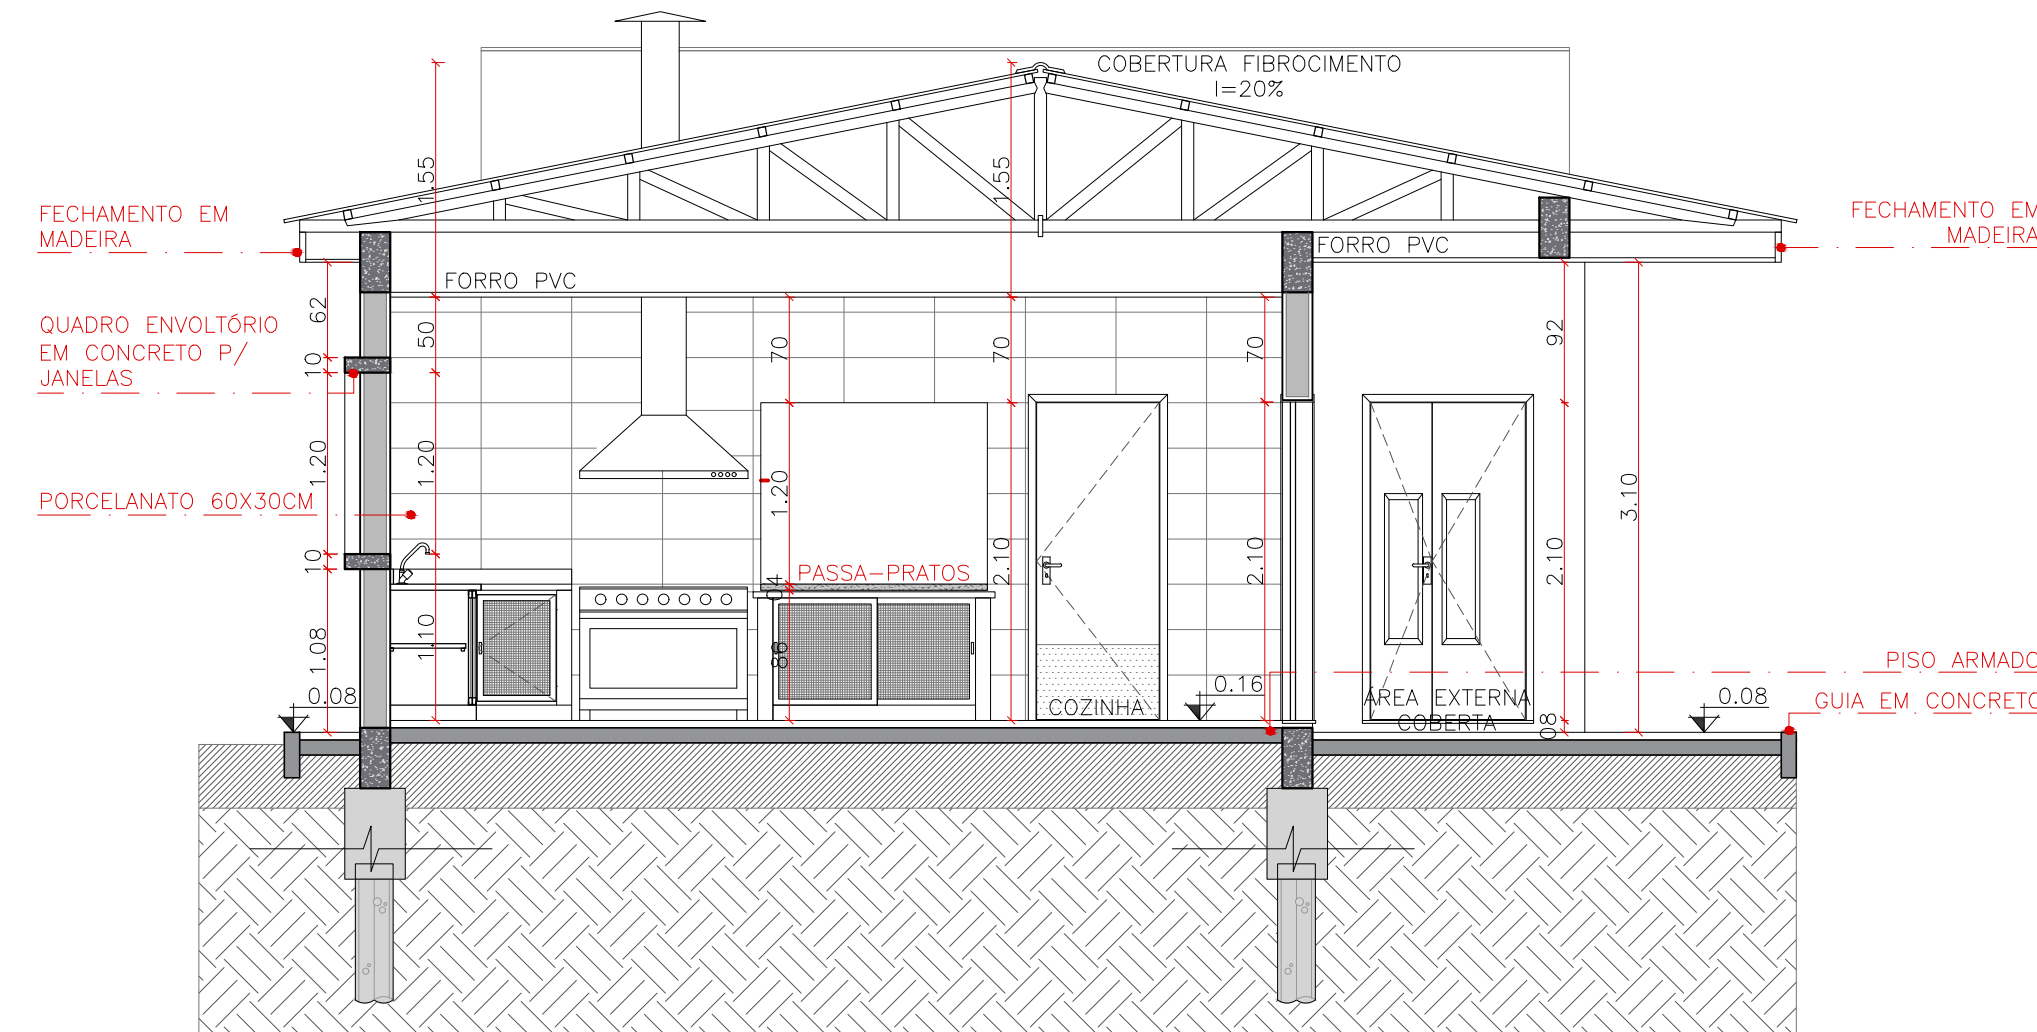 COBERTURA FIBROCIMENTO
I=20%
1.55
1.55
FECHAMENTO EM
MADEIRA
FECHAMENTO EM
MADEIRA
FORRO PVC
FORRO PVC
QUADRO ENVOLTÓRIO
EM CONCRETO P/
JANELAS
62
10
50
70
70
70
92
1.20
1.20
1.20
3.10
PORCELANATO 60X30CM
10
PASSA-PRATOS
04
2.10
2.10
2.10
1.08
1.10
86
PISO ARMADO
0.08
0.16
0.08
GUIA EM CONCRETO
COZINHA
ÁREA EXTERNA
COBERTA
08